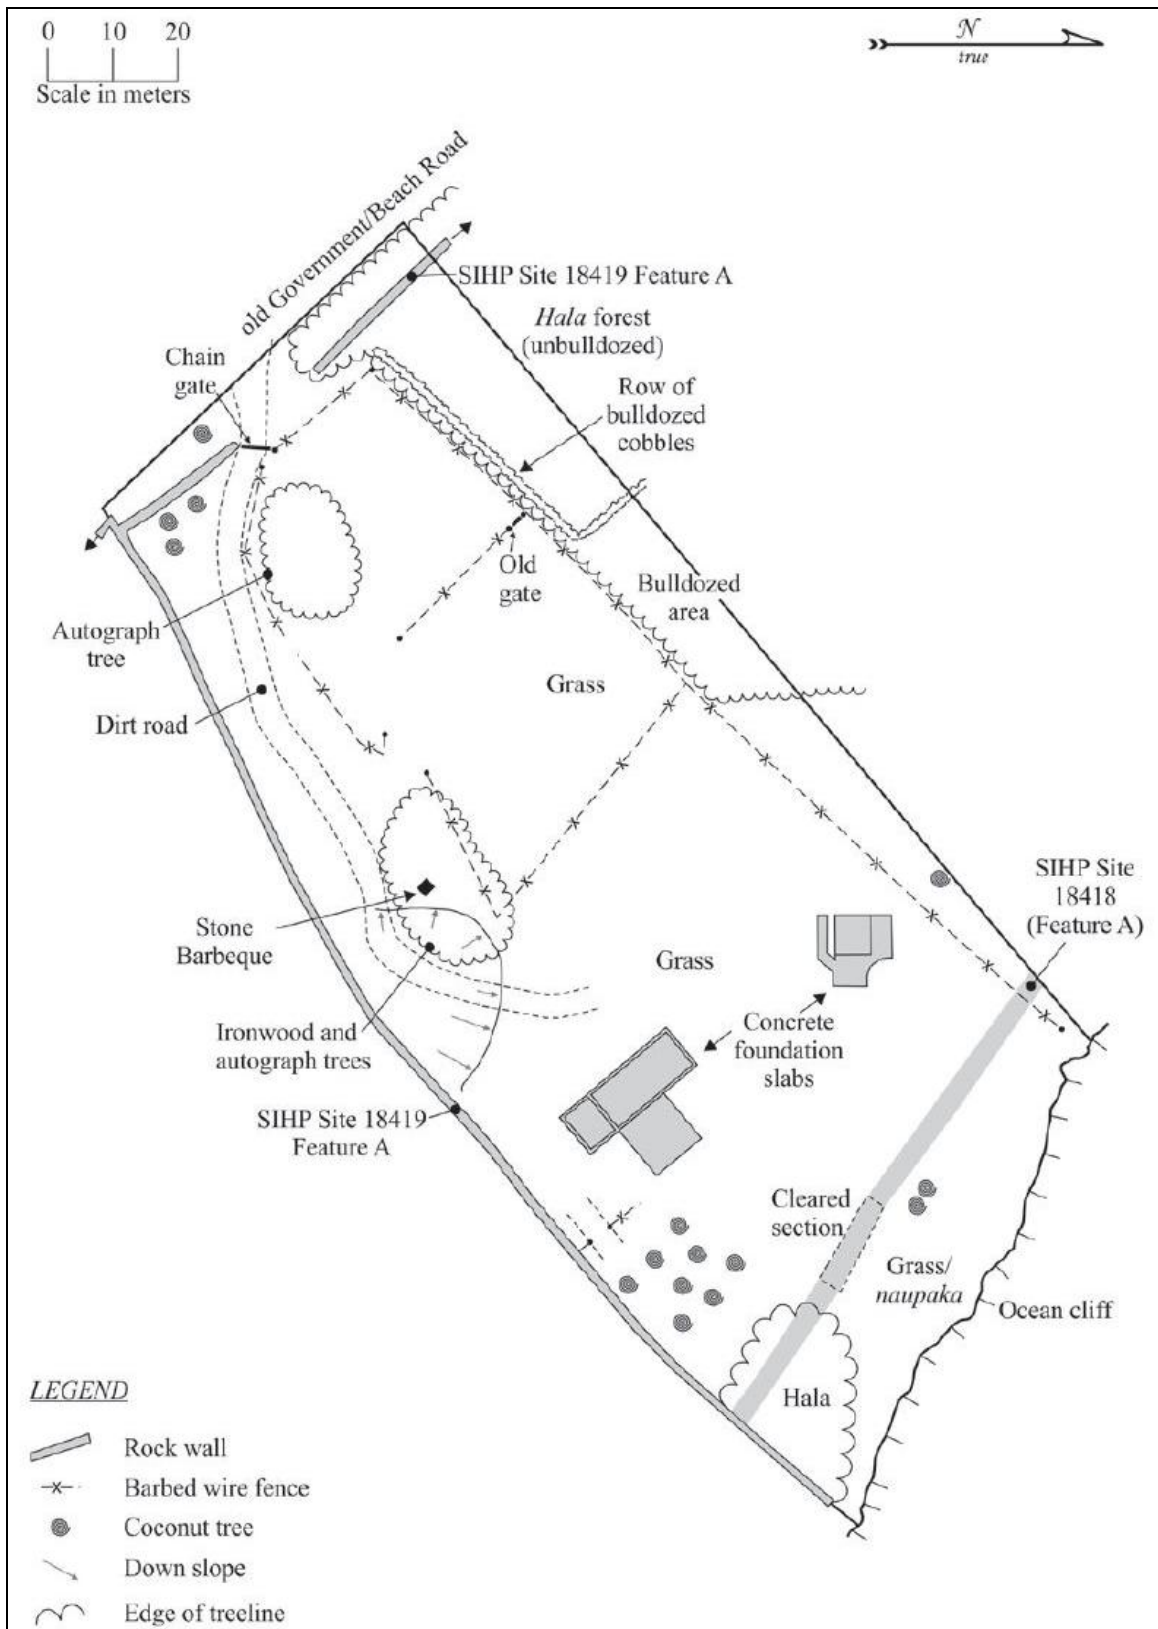 0 10 20
Scale in meters
N
true
old Government/Beach Road
SIHP Site 18419 Feature A
Hala forest
(unbulldozed)
Chain
gate
Row of
bulldozed
cobbles
Old
gate
Bulldozed
area
Autograph
tree
Grass
Dirt road
SIHP Site
18418
(Feature A)
Stone
Barbeque
Grass
Ironwood and
autograph trees
Concrete
foundation
slabs
SIHP Site 18419
Feature A
Cleared
section
Grass/
naupaka
Ocean cliff
Hala
LEGEND
Rock wall
Barbed wire fence
Coconut tree
Down slope
Edge of treeline